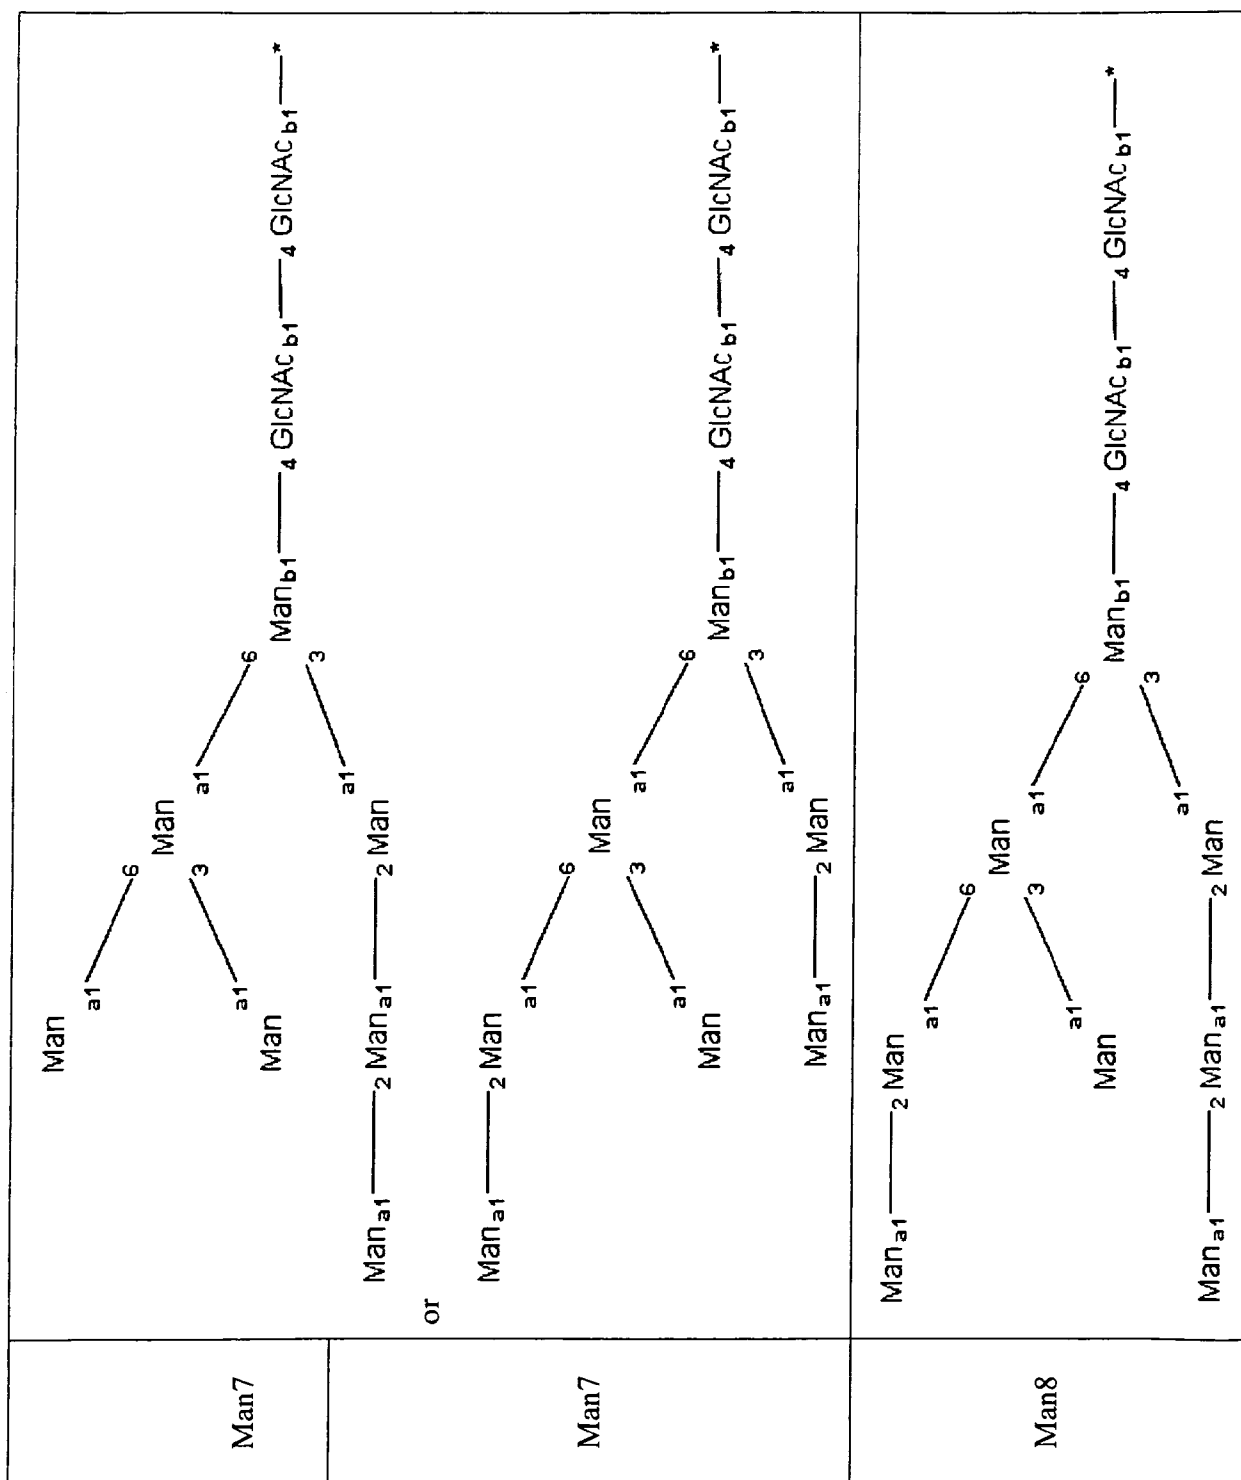 Man7
Man a1
a1 6
Man a1 6
Man a1 3
Man b1 4 GlcNAc b1 4 GlcNAc b1 *
a1 3
Man a1 2 Man a1 2 Man
or
Man7
Man a1 2 Man a1
6
Man a1 6
Man a1 3
Man b1 4 GlcNAc b1 4 GlcNAc b1 *
a1 3
Man a1 2 Man
Man8
Man a1 2 Man a1
6
Man a1 6
Man a1 3
Man b1 4 GlcNAc b1 4 GlcNAc b1 *
a1 3
Man a1 2 Man a1 2 Man